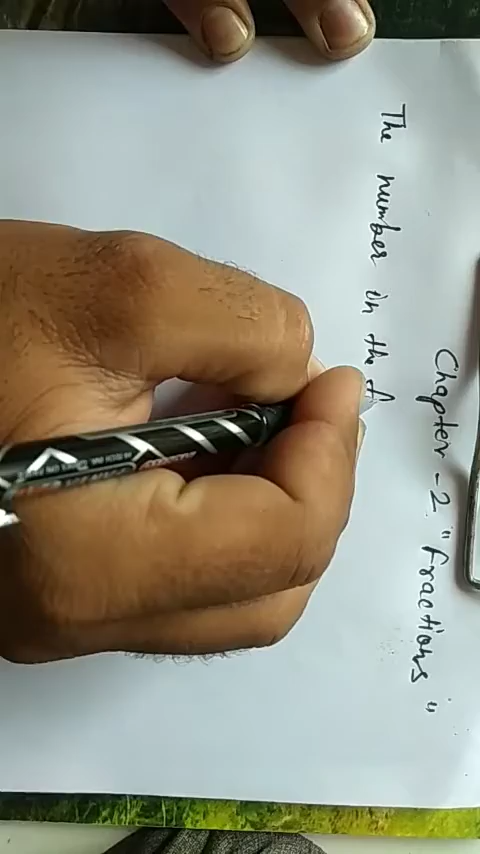 Chapter - 2 "fractions"
The number in the f